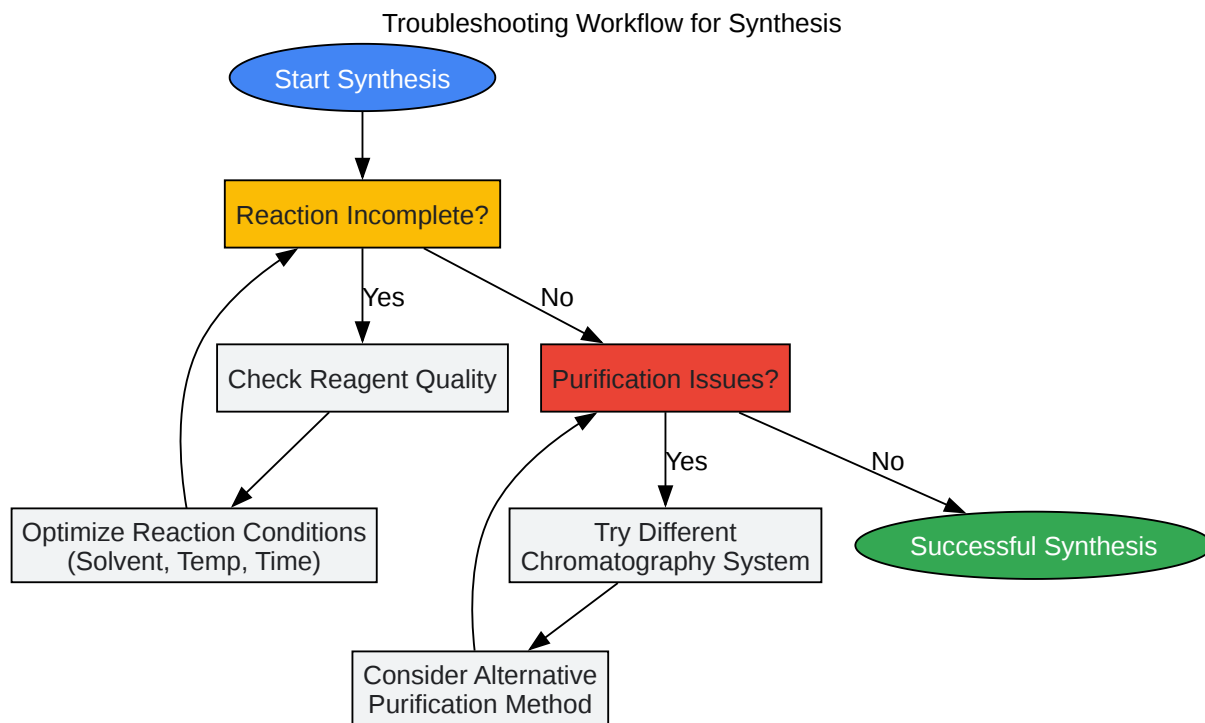 Troubleshooting Workflow for Synthesis
Start Synthesis
Reaction Incomplete?
Yes
No
Check Reagent Quality
Purification Issues?
Yes
No
Optimize Reaction Conditions
(Solvent, Temp, Time)
Try Different
Chromatography System
Successful Synthesis
Consider Alternative
Purification Method